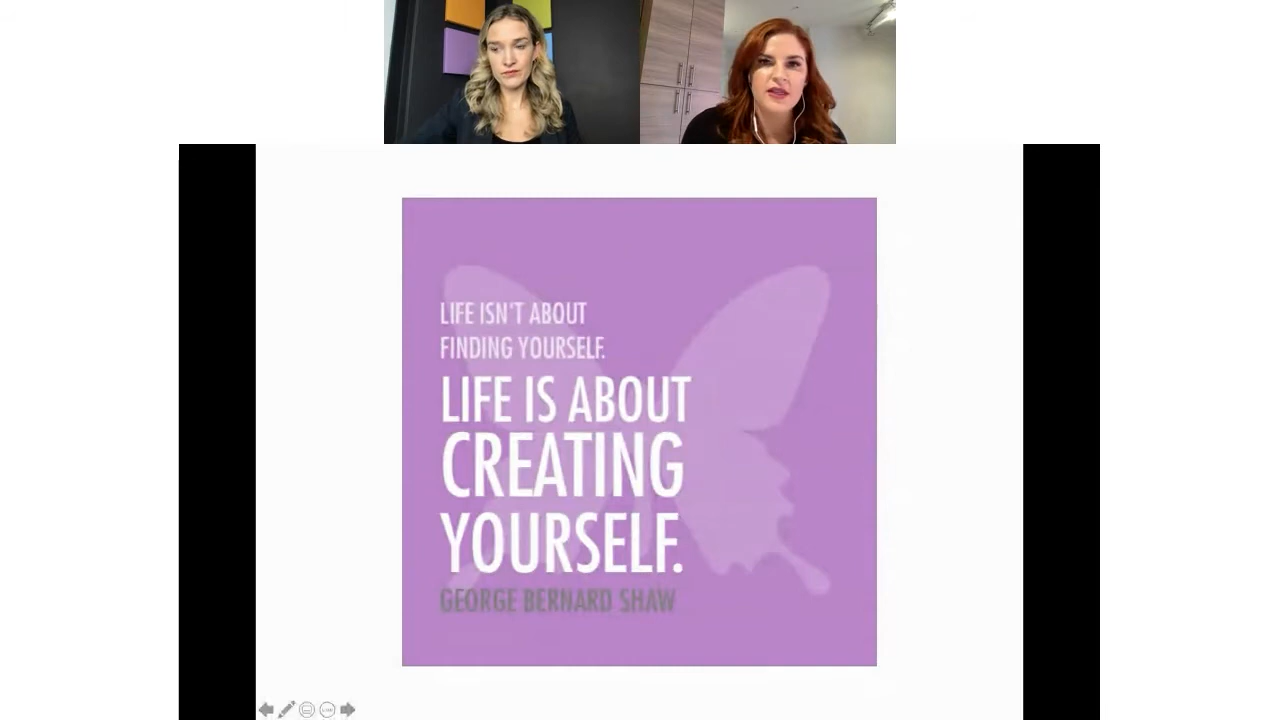 LIFE ISN'T ABOUT
FINDING YOURSELF.
LIFE IS ABOUT
CREATING
YOURSELF.
GEORGE BERNARD SHAW